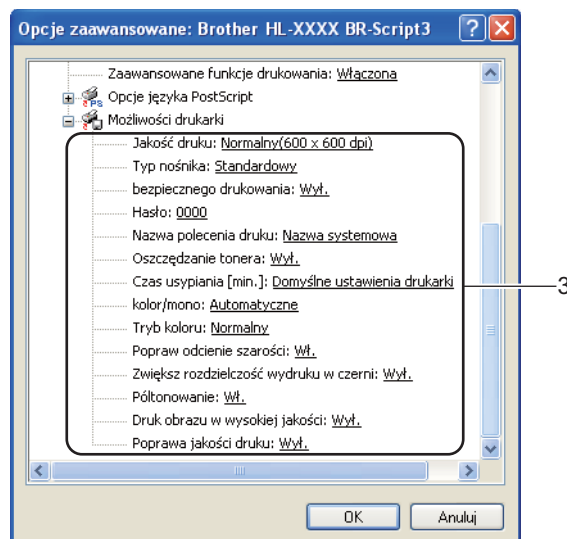 Opcje zaawansowane: Brother HL-XXXX BR-Script3
Zaawansowane funkcje drukowania: Włączona
Opcje języka PostScript
Możliwości drukarki
Jakość druku: Normalny(600 x 600 dpi)
Typ nośnika: Standardowy
bezpiecznego drukowania: Wył.
Hasło: 0000
Nazwa polecenia druku: Nazwa systemowa
Oszczędzanie tonera: Wył.
Czas usypiania [min.]: Domyślne ustawienia drukarki
3
kolor/mono: Automatyczne
Tryb koloru: Normalny
Popraw odcienie szarości: Wł.
Zwiększ rozdzielczość wydruku w czerni: Wył.
Półtonowanie: Wł.
Druk obrazu w wysokiej jakości: Wył.
Poprawa jakości druku: Wył.
OK
Anuluj